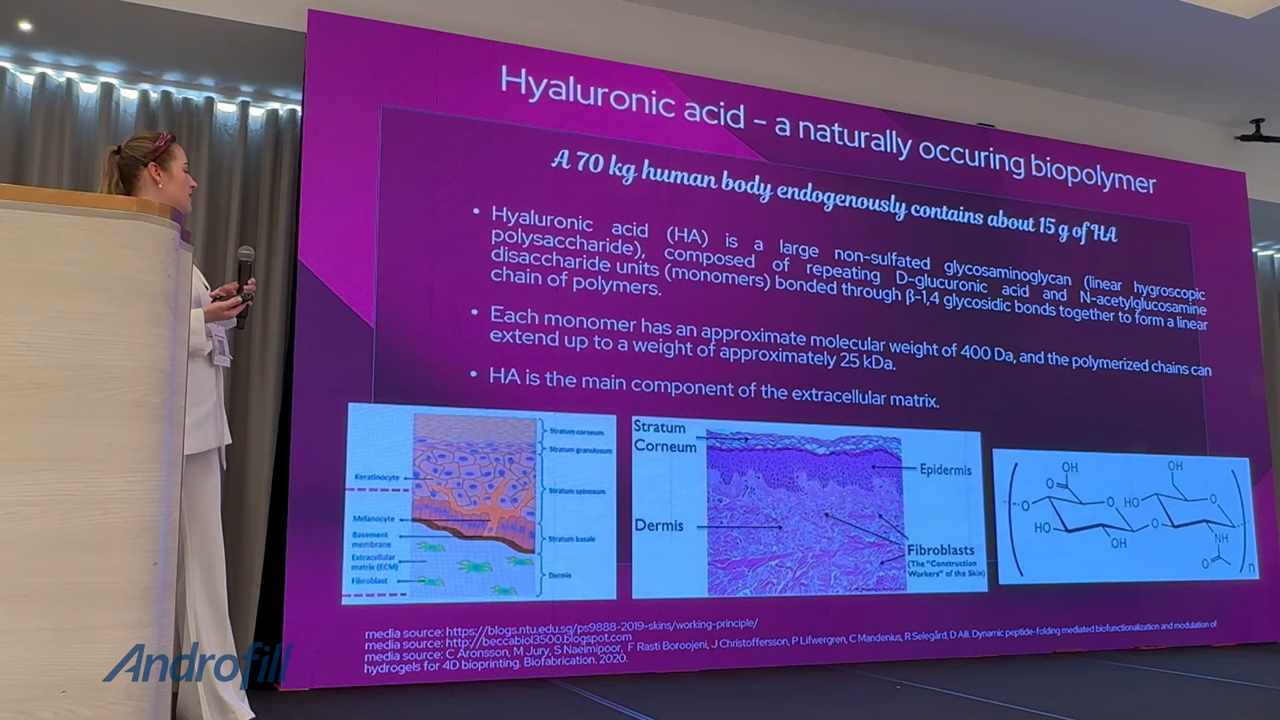 Hyaluronic acid - a naturally occuring biopolymer
A 70 kg human body endogenously contains about 15 g of HA
• Hyaluronic acid (HA) is a large non-sulfated glycosaminoglycan (linear hygroscopic
polysaccharide), composed of repeating D-glucuronic acid and N-acetylglucosamine
disaccharide units (monomers) bonded through β-1,4 glycosidic bonds together to form a linear
chain of polymers.
• Each monomer has an approximate molecular weight of 400 Da, and the polymerized chains can
extend up to a weight of approximately 25 kDa.
• HA is the main component of the extracellular matrix.
Stratum corneum
Stratum granulosum
Keratinocyte
Stratum spinosum
Melanocyte
Basement
membrane
Stratum basale
Extracellular
matrix (ECM)
Dermis
Fibroblast
Stratum
Corneum
Epidermis
Dermis
Fibroblasts
(The "Construction
Workers" of the Skin)
OH
OH
O
HO
O
O
O
HO
OH
O
NH
O
n
media source: https://blogs.ntu.edu.sg/ps9888-2019-skins/working-principle/
media source: http://beccabiol3500.blogspot.com
media source: C Aronsson, M Jury, S Naeimipoor, F Rasti Boroojeni, J Christoffersson, P Lifwergren, C Mandenius, R Selegård, D Aili. Dynamic peptide-folding mediated biofunctionalization and modulation of
hydrogels for 4D bioprinting. Biofabrication. 2020.
Androfill